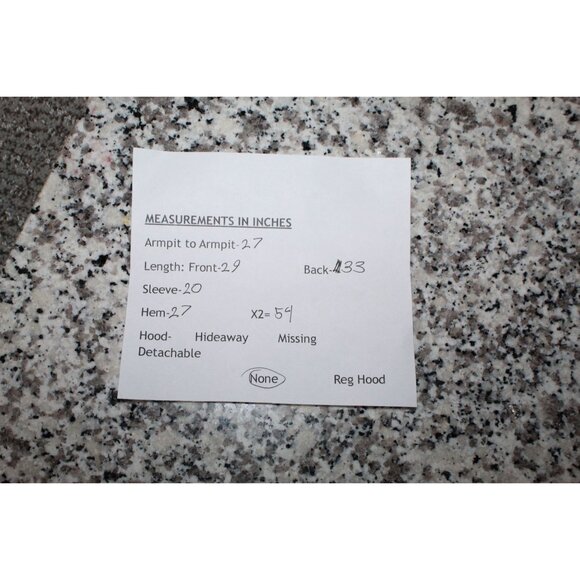 MEASUREMENTS IN INCHES
Armpit to Armpit-27
Length: Front-29 Back-33
Sleeve-20
Hem-27 X2= 54
Hood- Hideaway Missing
Detachable
None Reg Hood